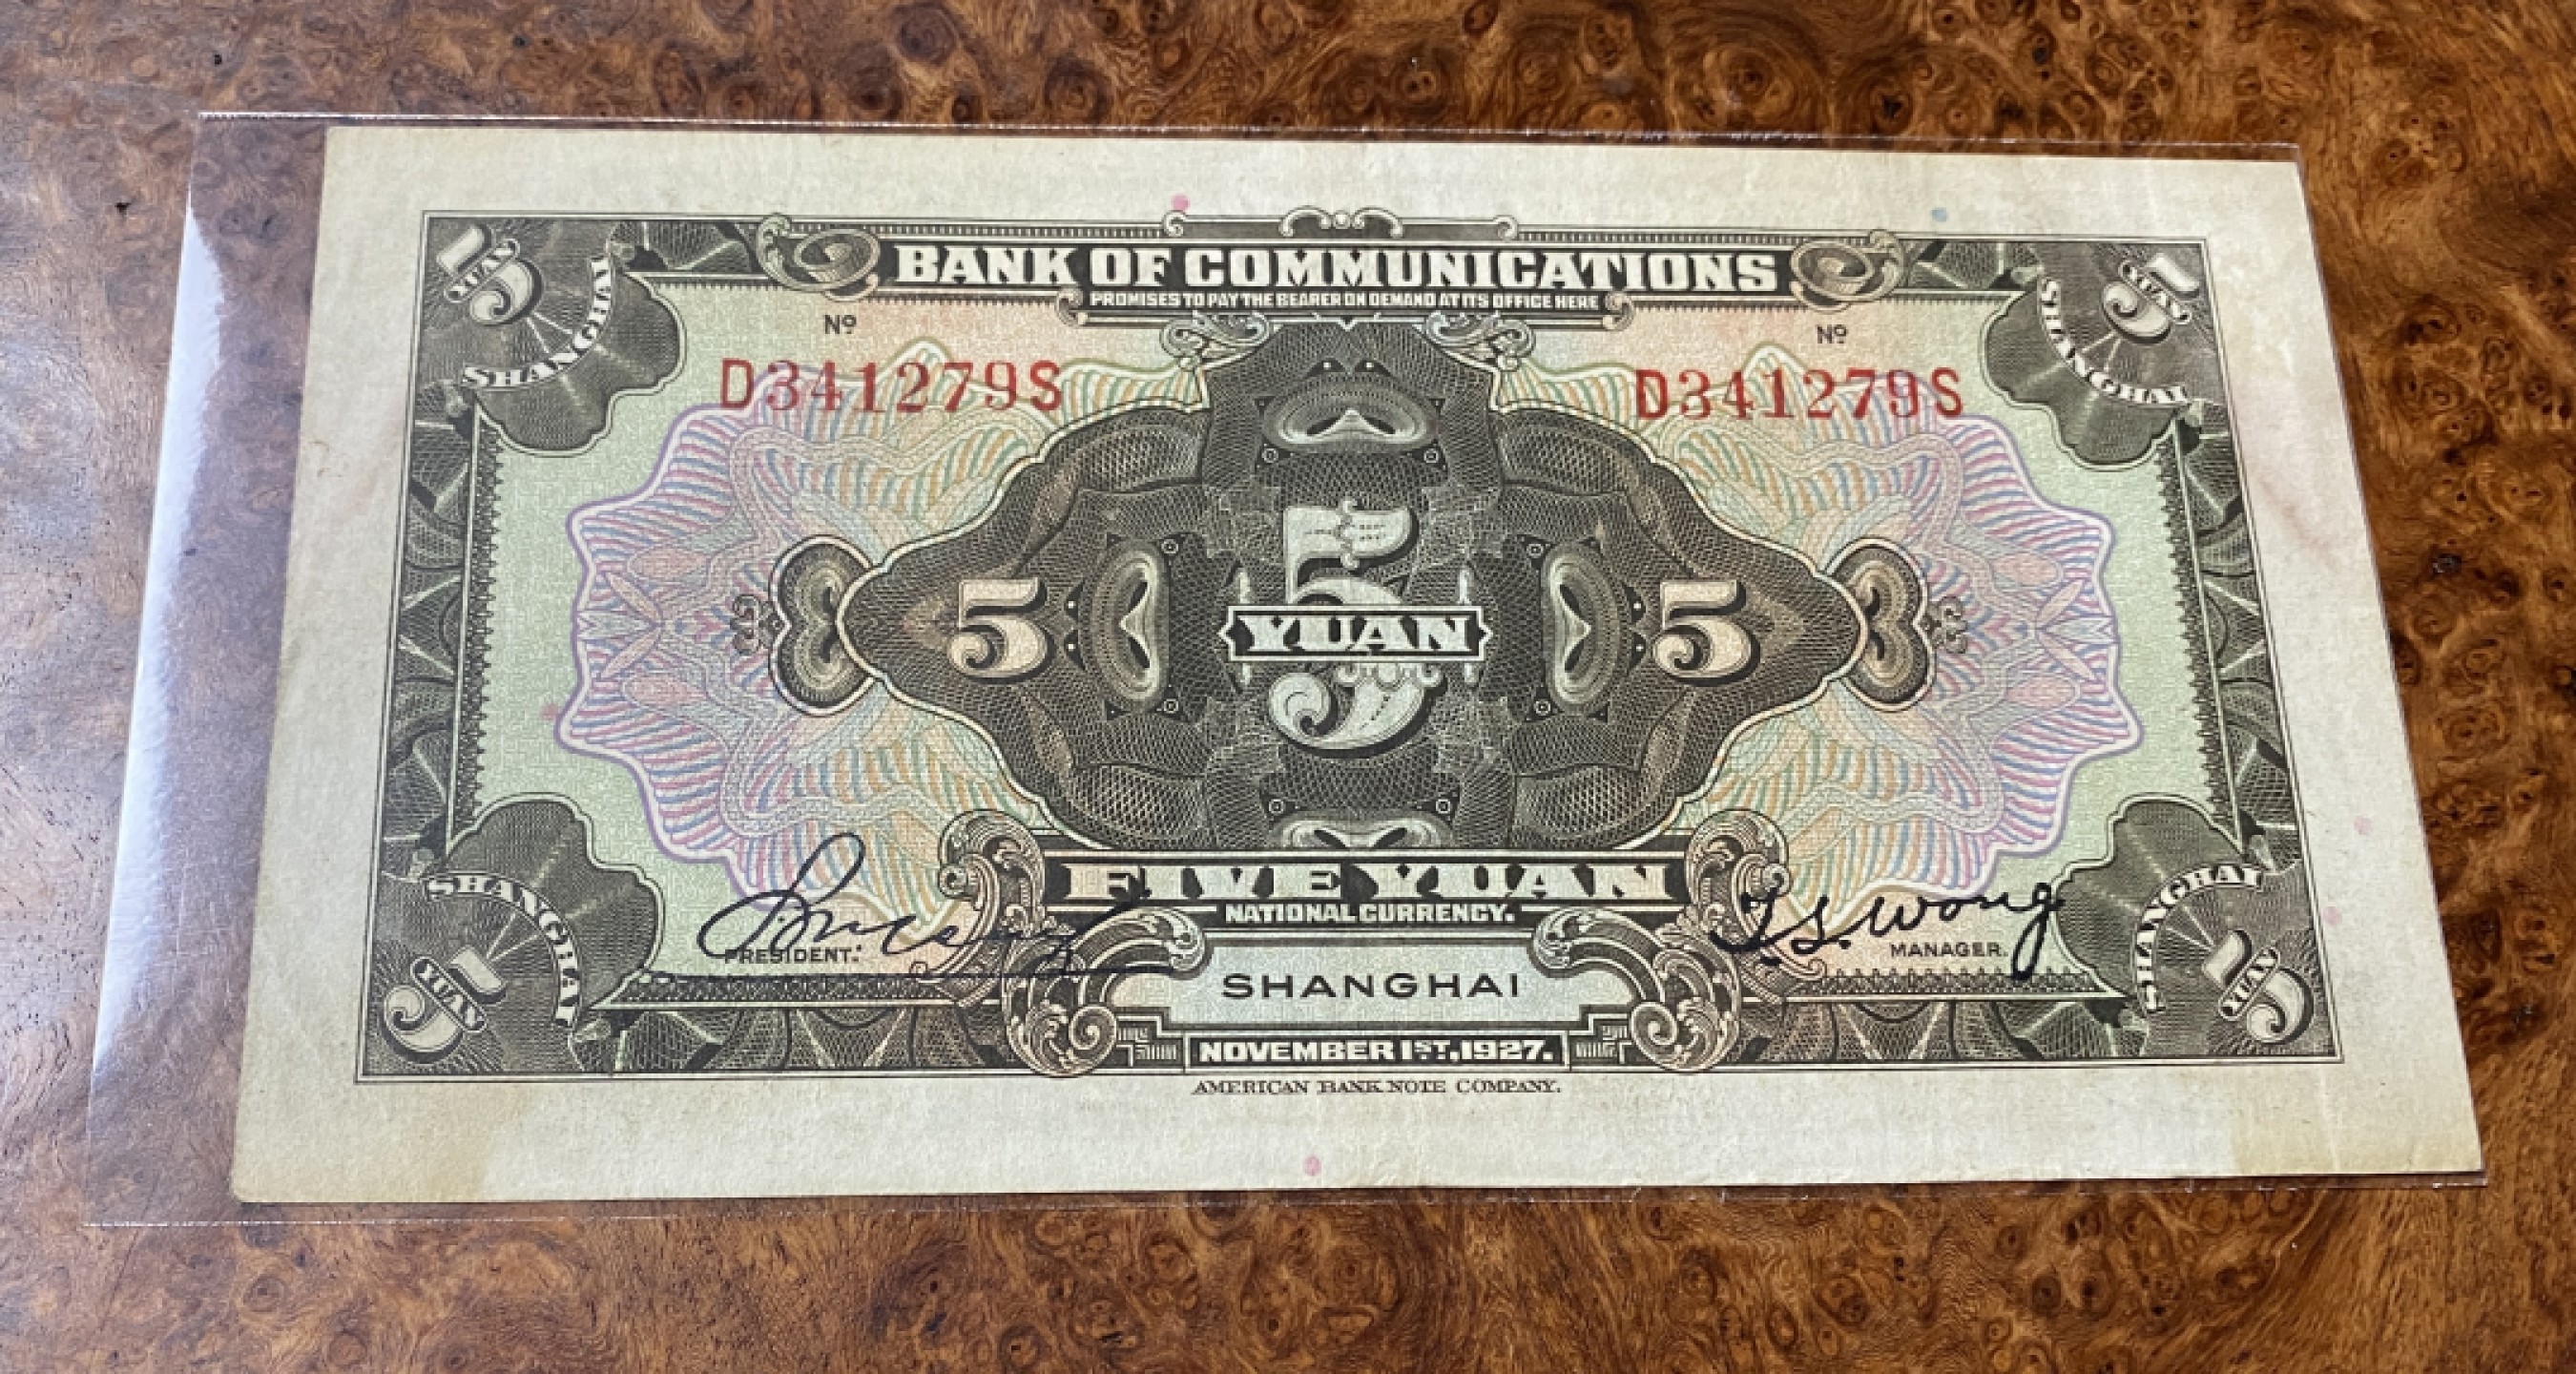 5 YUAN SHANGHAI
BANK OF COMMUNICATIONS
5 YUAN SHANGHAI
PROMISES TO PAY THE BEARER ON DEMAND AT ITS OFFICE HERE
Nº
Nº
D341279S
D341279S
5
5 YUAN
5
FIVE YUAN
NATIONAL CURRENCY.
PRESIDENT.
T.S. Wong
MANAGER.
SHANGHAI 5 YUAN
SHANGHAI
SHANGHAI 5 YUAN
NOVEMBER 1ST, 1927.
AMERICAN BANK NOTE COMPANY.